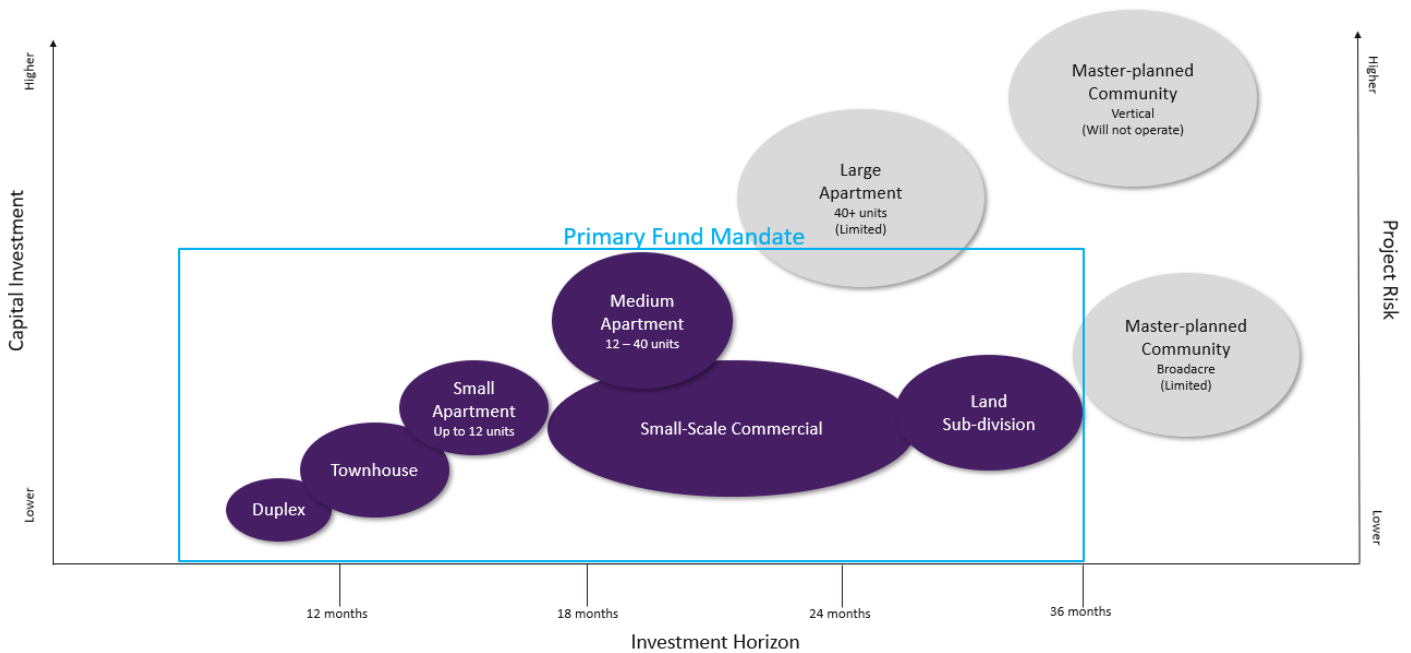 Higher
Capital Investment
Lower
Master-planned
Community
Vertical
(Will not operate)
Large
Apartment
40+ units
(Limited)
Primary Fund Mandate
Medium
Apartment
12 – 40 units
Master-planned
Community
Broadacre
(Limited)
Small
Apartment
Up to 12 units
Small-Scale Commercial
Land
Sub-division
Townhouse
Duplex
Higher
Project Risk
Lower
12 months
18 months
24 months
36 months
Investment Horizon